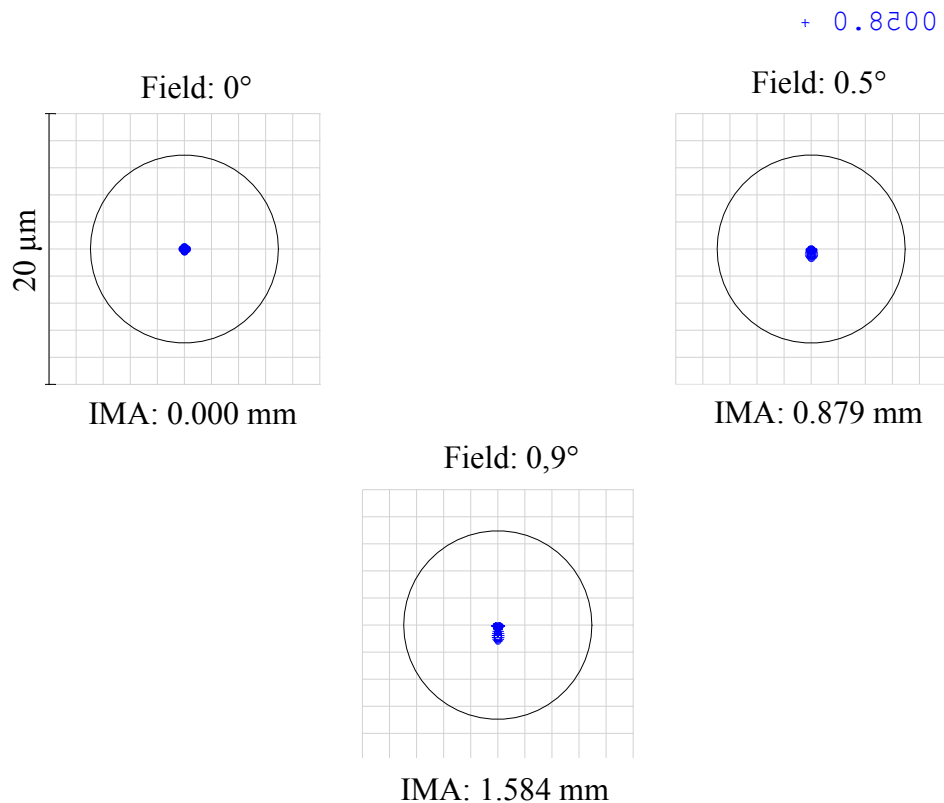 + 0.8500
Field: 0°
Field: 0.5°
20 μm
IMA: 0.000 mm
IMA: 0.879 mm
Field: 0,9°
IMA: 1.584 mm